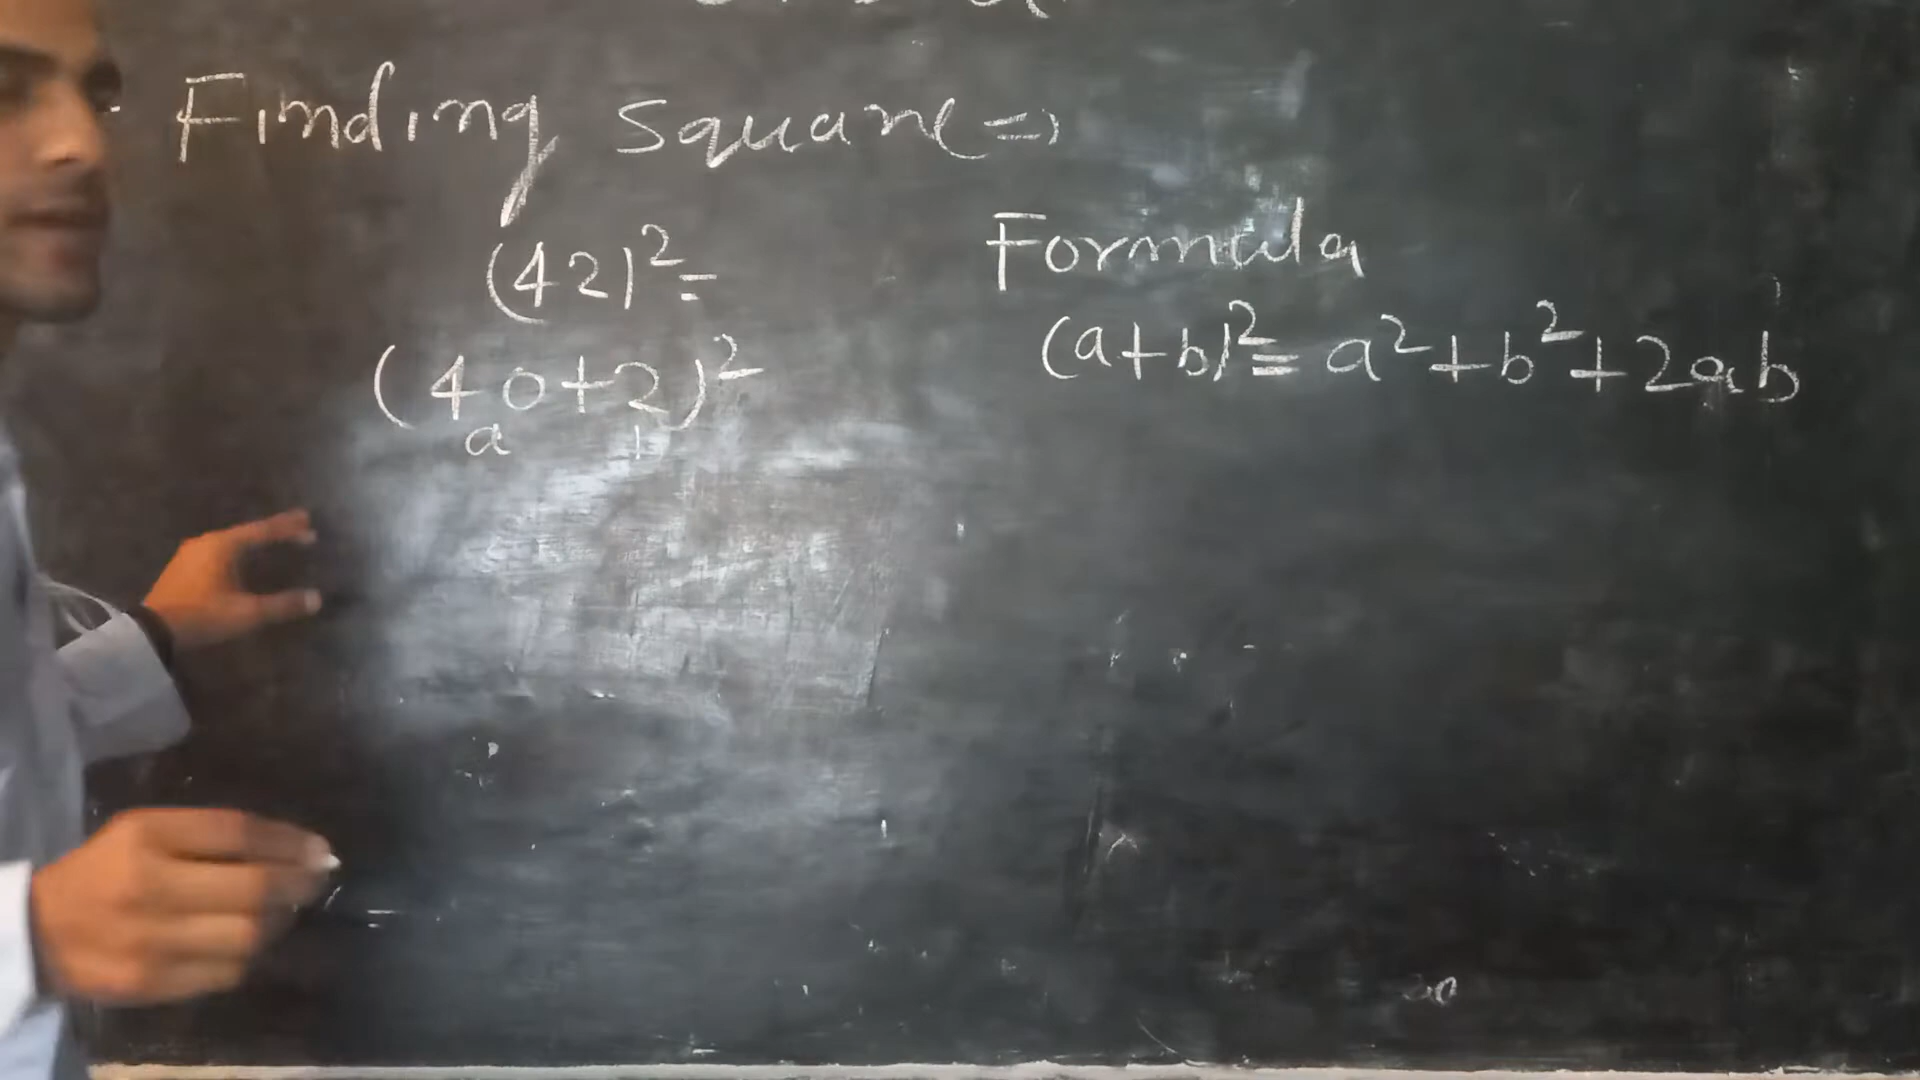 Finding square =>
(42)²=
(40+2)²
a b
Formula
(a+b)²= a²+b²+2ab